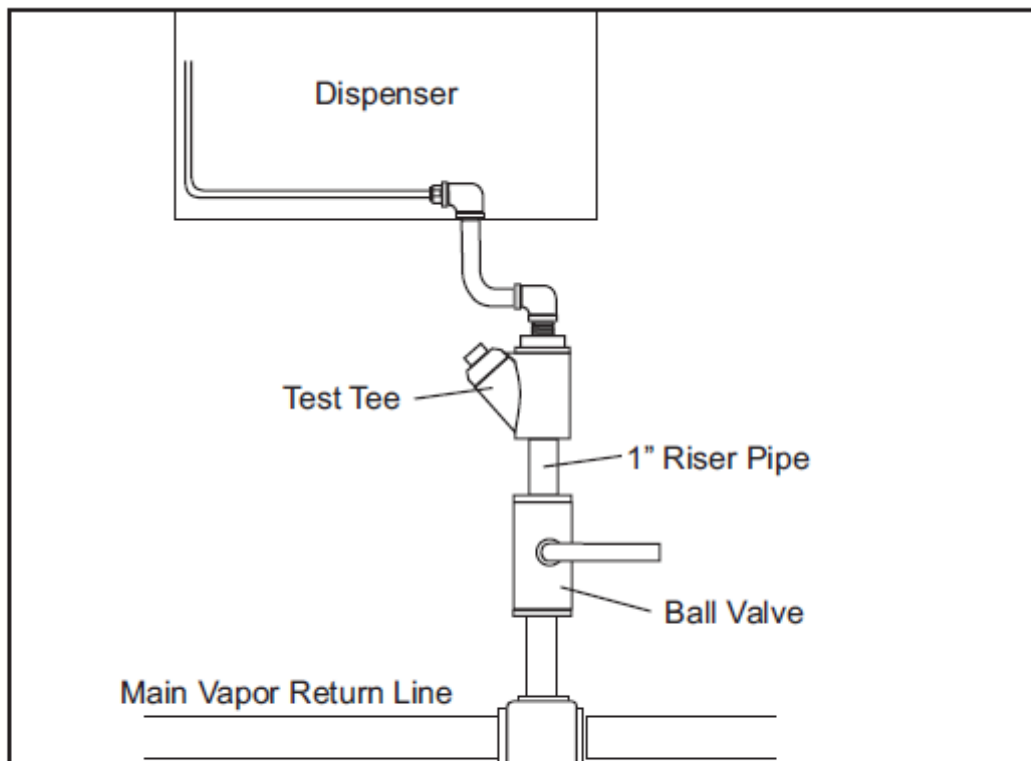 Dispenser
Test Tee
1” Riser Pipe
Ball Valve
Main Vapor Return Line